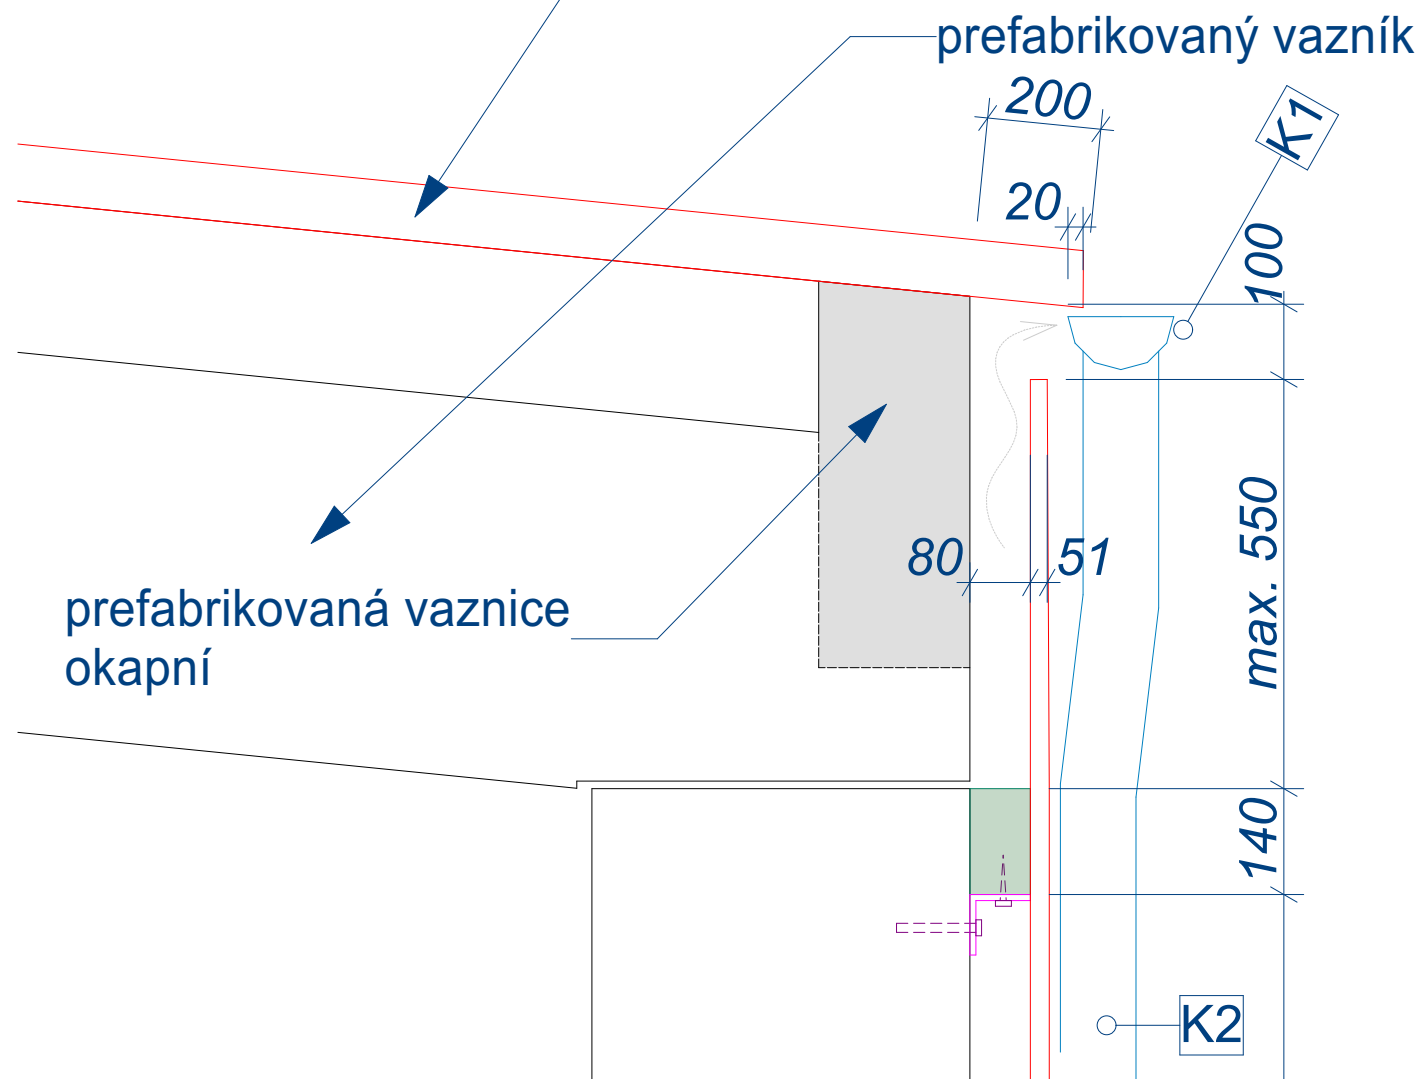 prefabrikovaný vazník
200
K1
20
100
80
51
max. 550
prefabrikovaná vaznice
okapní
140
K2